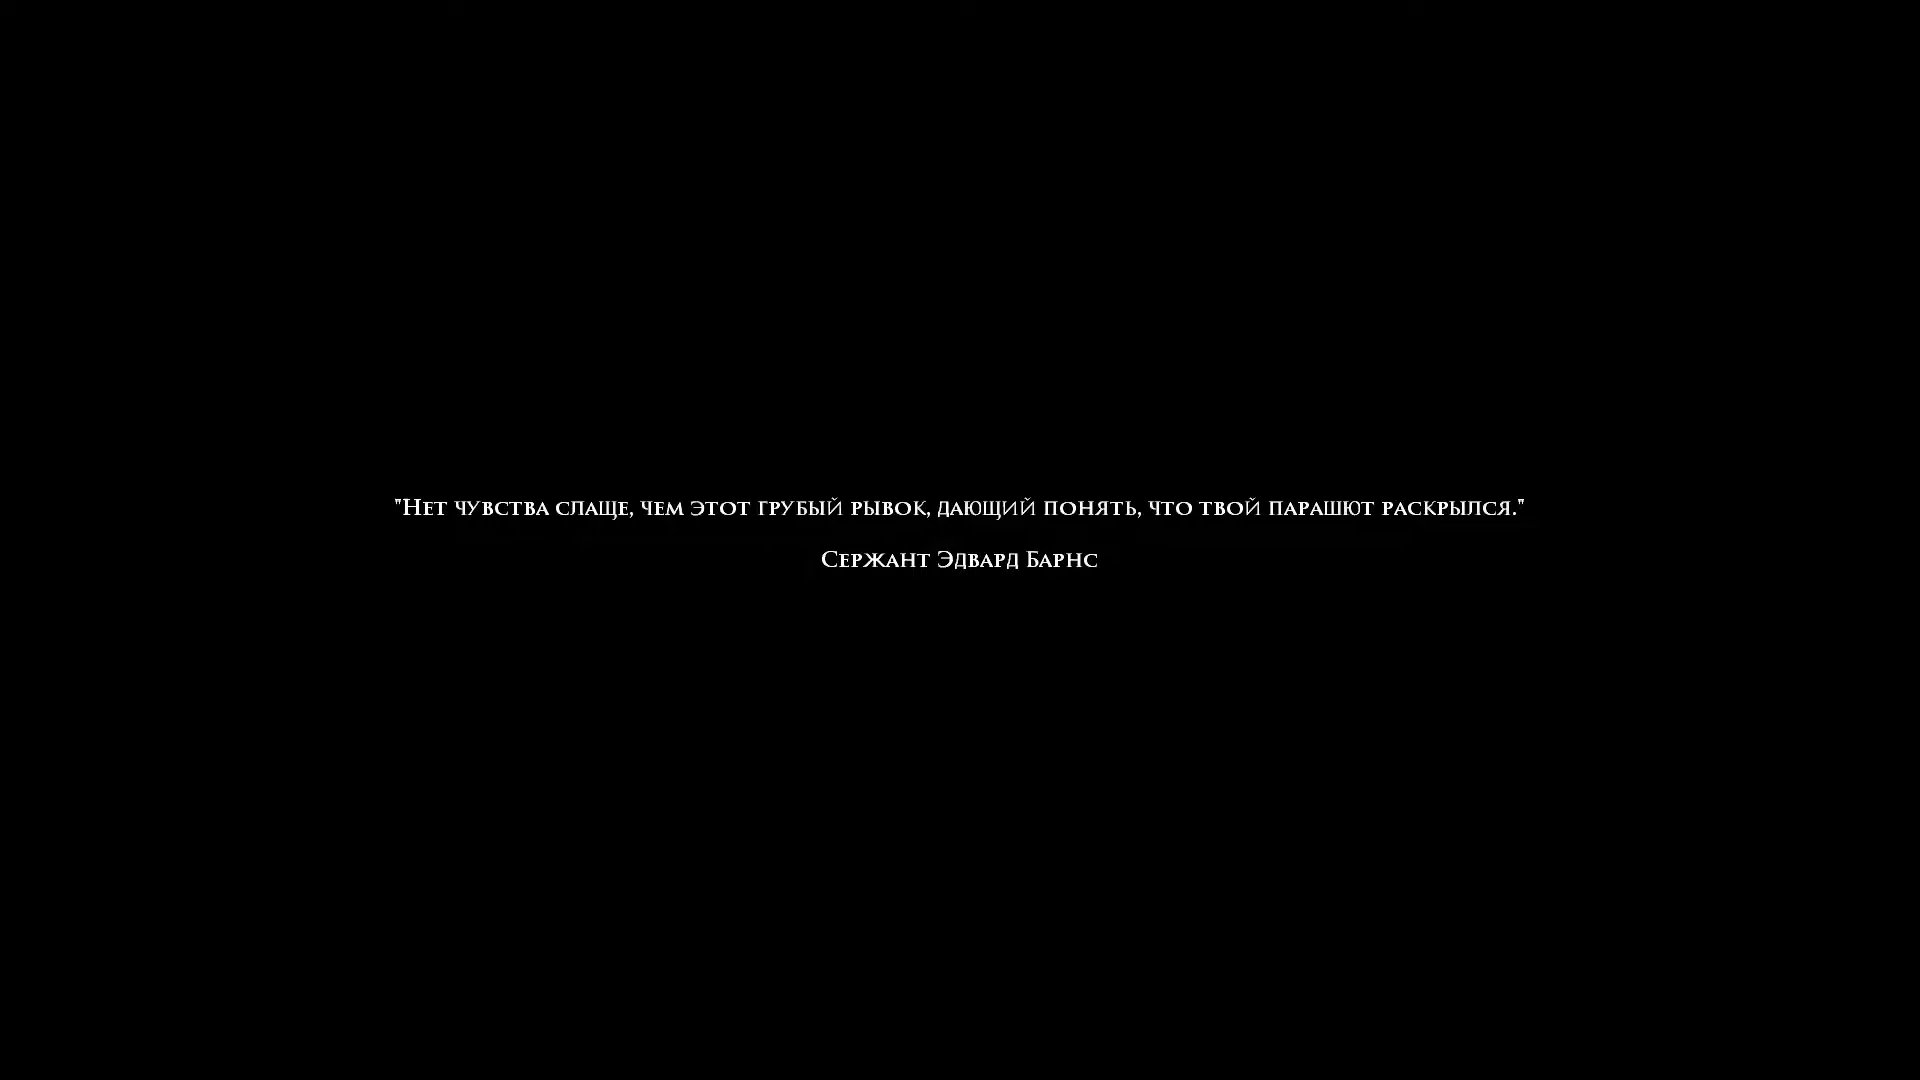 "Нет чувства слаще, чем этот грубый рывок, дающий понять, что твой парашют раскрылся."
Сержант Эдвард Барнс